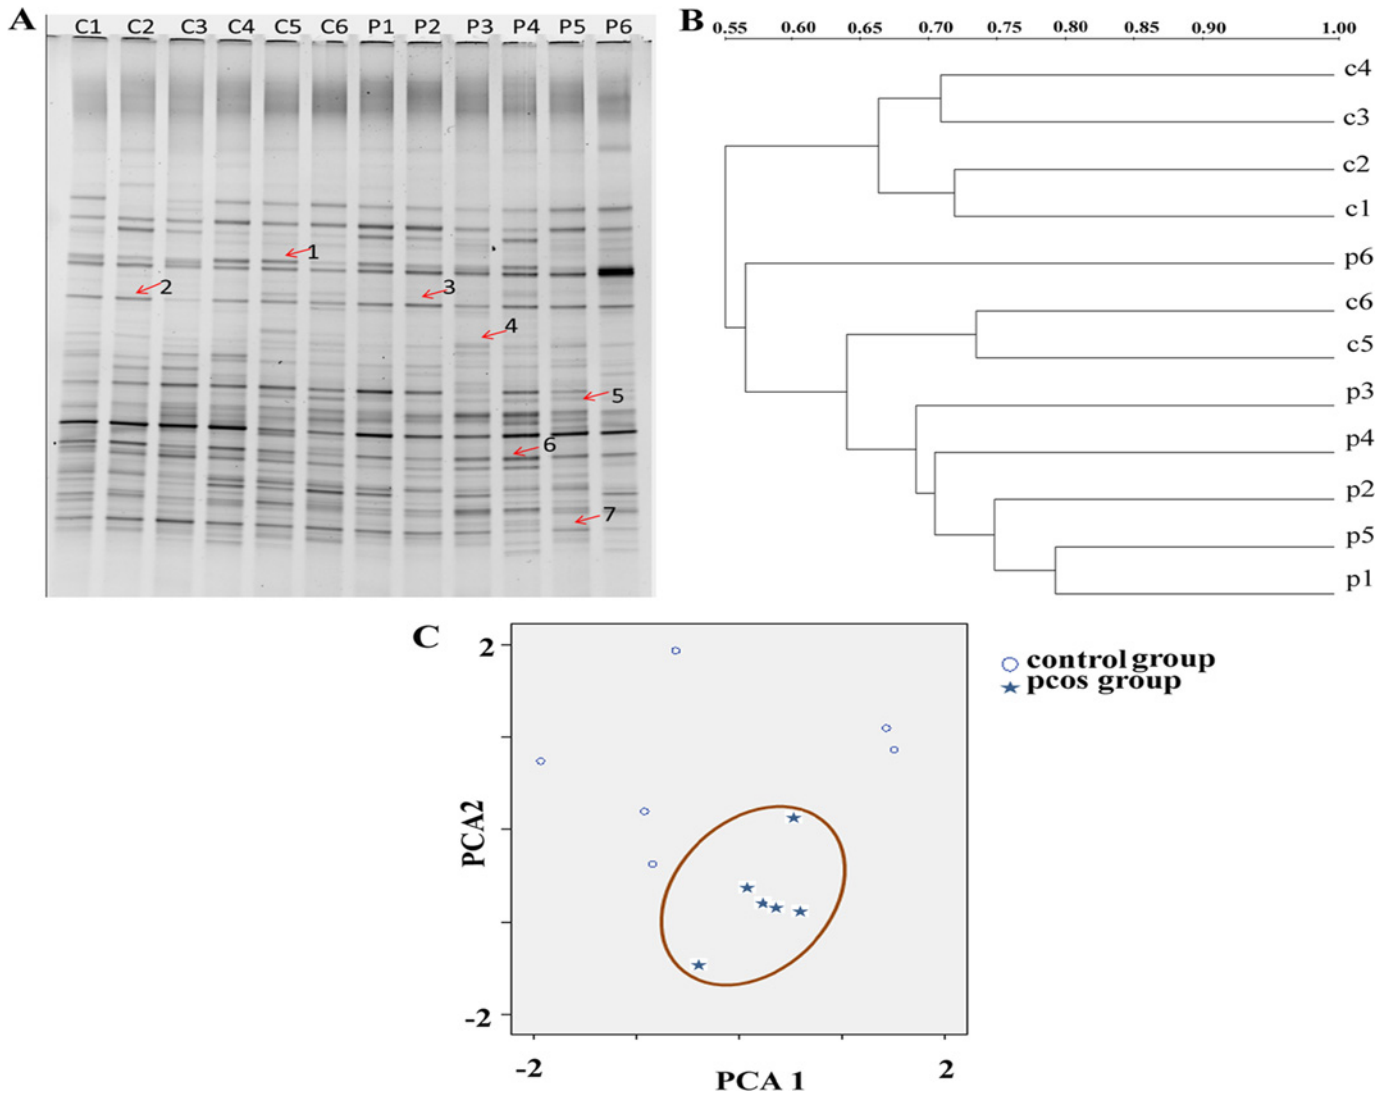 A
C1 C2 C3 C4 C5 C6 P1 P2 P3 P4 P5 P6
1
2
3
4
5
6
7
B
0.55 0.60 0.65 0.70 0.75 0.80 0.85 0.90 1.00
c4
c3
c2
c1
p6
c6
c5
p3
p4
p2
p5
p1
C
2
PCA2
-2
-2 2
PCA 1
control group
pcos group